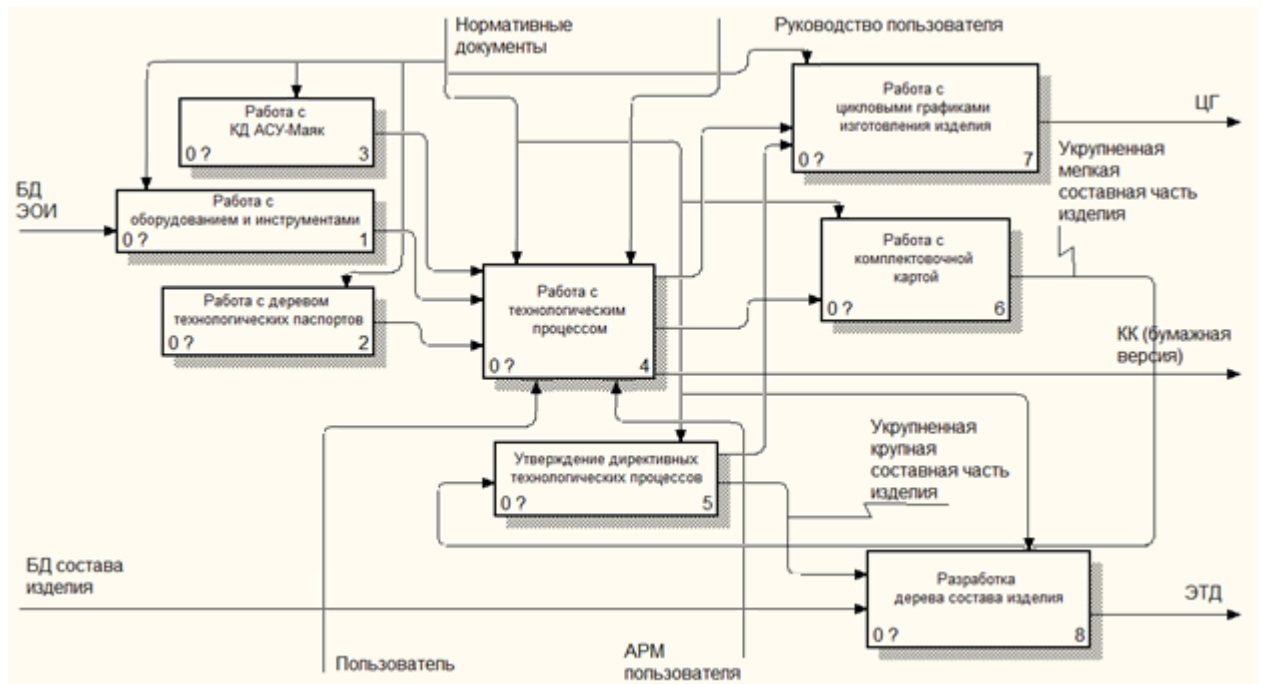 Нормативные
документы
Руководство пользователя
Работа с
КД АСУ-Маяк
0 ?
3
Работа с
цикловыми графиками
изготовления изделия
0 ?
7
ЦГ
Укрупненная
мелкая
составная часть
изделия
БД
ЭОИ
Работа с
оборудованием и инструментами
0 ?
1
Работа с
комплектовочной
картой
0 ?
6
Работа с
технологическим
процессом
0 ?
4
Работа с деревом
технологических паспортов
0 ?
2
КК (бумажная
версия)
Утверждение директивных
технологических процессов
0 ?
5
Укрупненная
крупная
составная часть
изделия
БД состава
изделия
Разработка
дерева состава изделия
0 ?
8
ЭТД
Пользователь
АРМ
пользователя